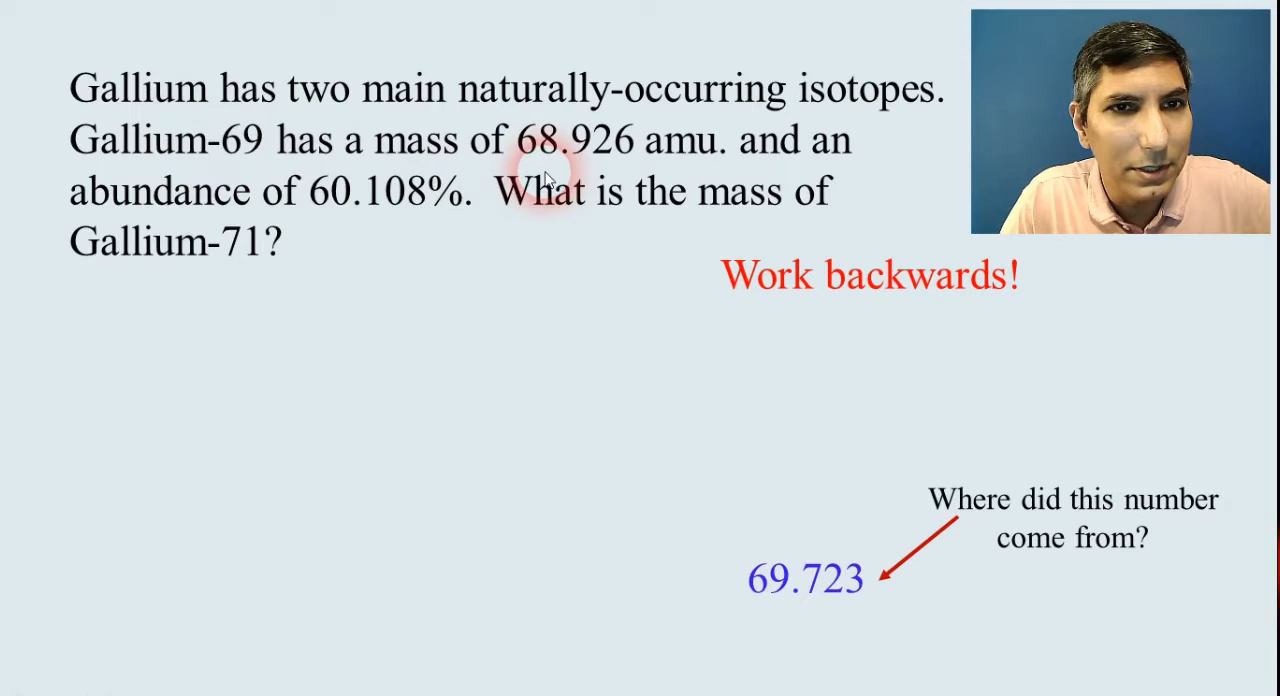 Gallium has two main naturally-occurring isotopes.
Gallium-69 has a mass of 68.926 amu. and an
abundance of 60.108%. What is the mass of
Gallium-71?
Work backwards!
Where did this number
come from?
69.723